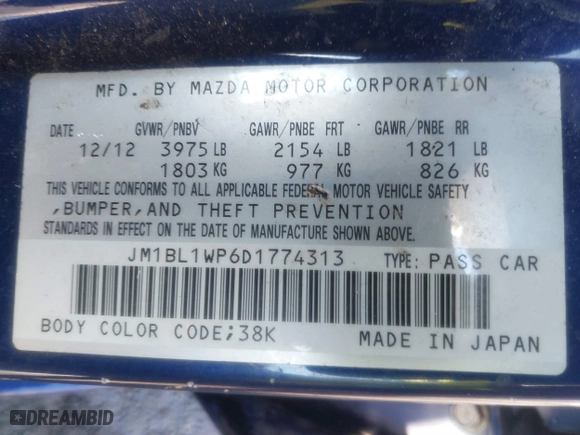 MFD. BY MAZDA MOTOR CORPORATION
DATE GVWR/PNBV GAWR/PNBE FRT GAWR/PNBE RR
12/12 3975 LB 2154 LB 1821 LB
1803 KG 977 KG 826 KG
THIS VEHICLE CONFORMS TO ALL APPLICABLE FEDERAL MOTOR VEHICLE SAFETY
,BUMPER,AND THEFT PREVENTION
STANDARDS IN EFFECT ON THE DATE OF MANUFACTURE SHOWN ABOVE.
JM1BL1WP6D1774313 TYPE: PASS CAR
BODY COLOR CODE;38K MADE IN JAPAN
DREAMBID